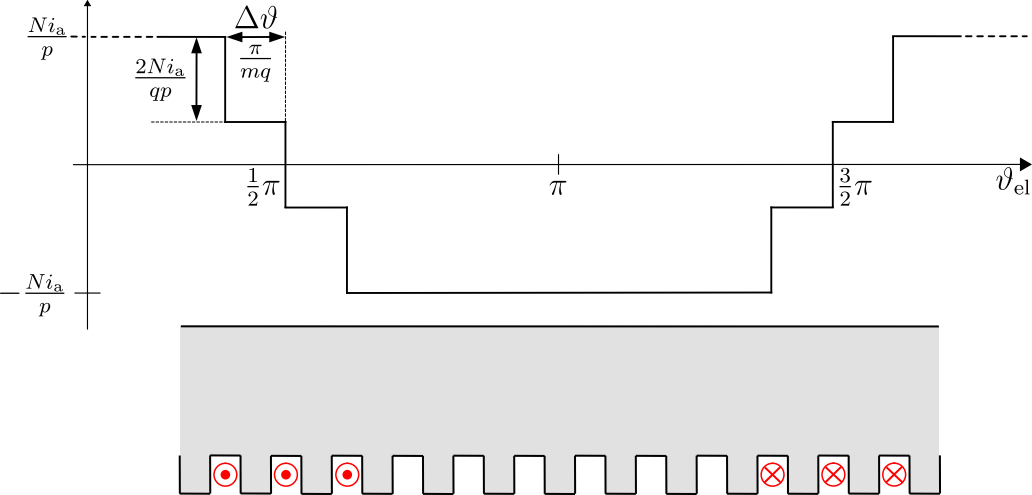 Δϑ
Ni_a/p
π/mq
2Ni_a/qp
1/2 π
π
3/2 π
ϑ_el
− Ni_a/p